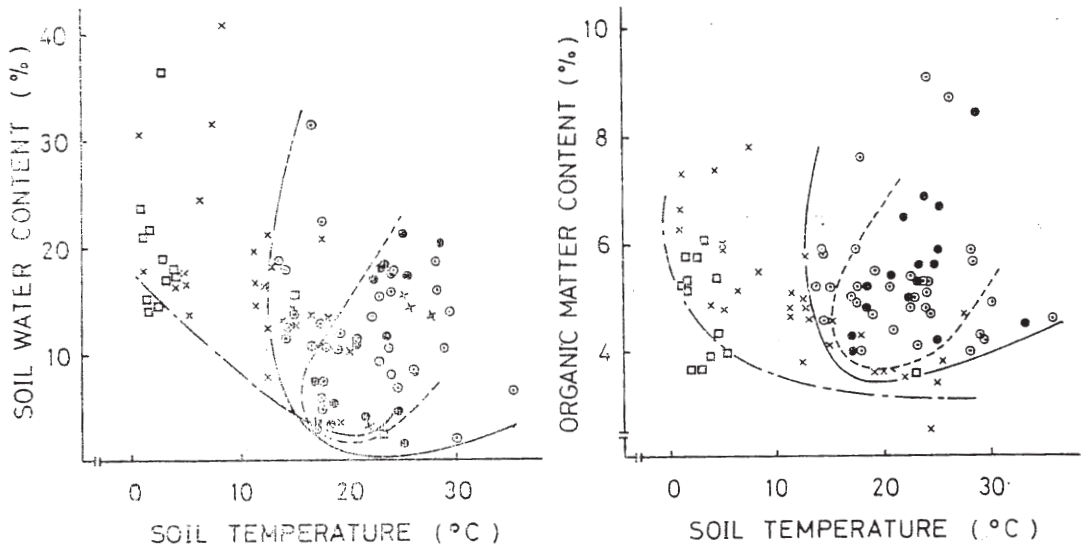 SOIL WATER CONTENT (%)
40
30
20
10
0 10 20 30
SOIL TEMPERATURE (°C)
ORGANIC MATTER CONTENT (%)
10
8
6
4
0 10 20 30
SOIL TEMPERATURE (°C)